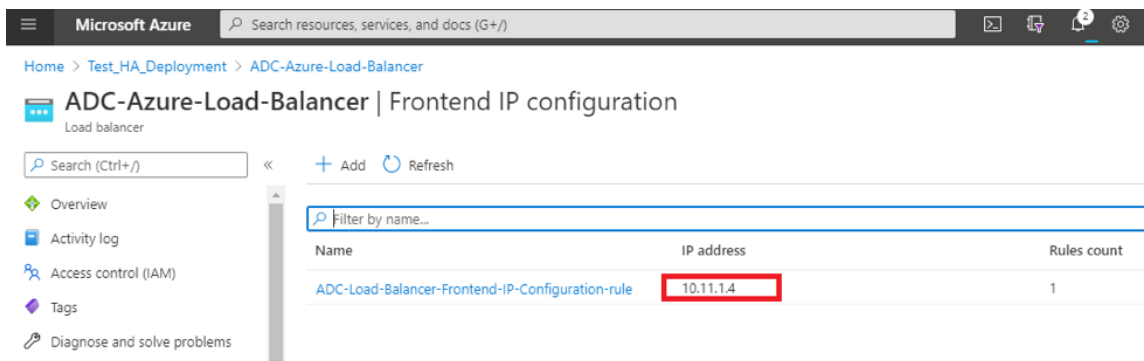 Microsoft Azure
Search resources, services, and docs (G+/)
2
Home > Test_HA_Deployment > ADC-Azure-Load-Balancer
ADC-Azure-Load-Balancer | Frontend IP configuration
Load balancer
Search (Ctrl+/)
«
+ Add
Refresh
Overview
Filter by name...
Activity log
Name
IP address
Rules count
Access control (IAM)
ADC-Load-Balancer-Frontend-IP-Configuration-rule
10.11.1.4
1
Tags
Diagnose and solve problems